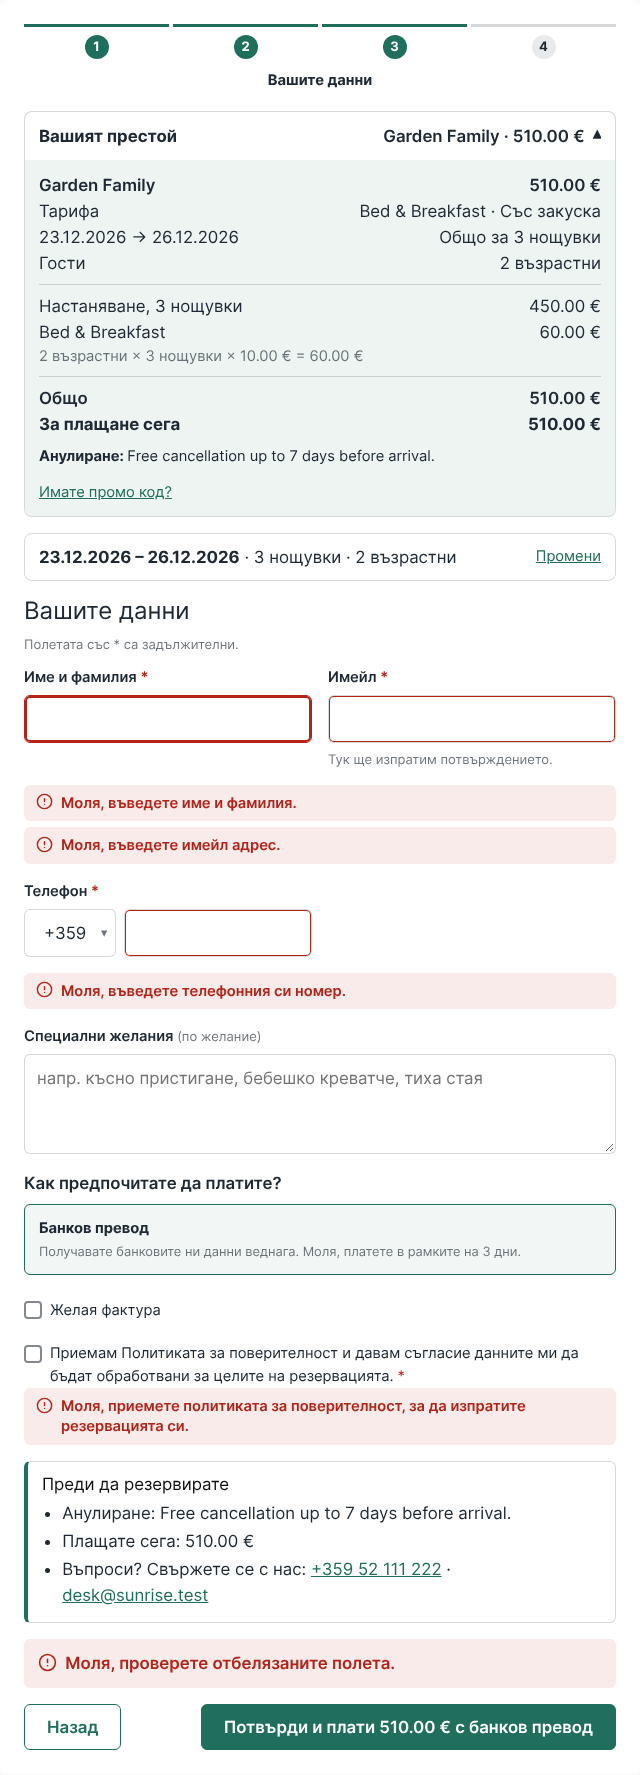 1
2
3
4
Вашите данни
Вашият престой
Garden Family · 510.00 € ▲
Garden Family 510.00 €
Тарифа Bed & Breakfast · Със закуска
23.12.2026 → 26.12.2026 Общо за 3 нощувки
Гости 2 възрастни
Настаняване, 3 нощувки 450.00 €
Bed & Breakfast 60.00 €
2 възрастни × 3 нощувки × 10.00 € = 60.00 €
Общо 510.00 €
За плащане сега 510.00 €
Анулиране: Free cancellation up to 7 days before arrival.
Имате промо код?
23.12.2026 – 26.12.2026 · 3 нощувки · 2 възрастни Промени
Вашите данни
Полетата със * са задължителни.
Име и фамилия *
Имейл *
Тук ще изпратим потвърждението.
Моля, въведете име и фамилия.
Моля, въведете имейл адрес.
Телефон *
+359 ▾
Моля, въведете телефонния си номер.
Специални желания (по желание)
напр. късно пристигане, бебешко креватче, тиха стая
Как предпочитате да платите?
Банков превод
Получавате банковите ни данни веднага. Моля, платете в рамките на 3 дни.
Желая фактура
Приемам Политиката за поверителност и давам съгласие данните ми да
бъдат обработвани за целите на резервацията. *
Моля, приемете политиката за поверителност, за да изпратите
резервацията си.
Преди да резервирате
• Анулиране: Free cancellation up to 7 days before arrival.
• Плащате сега: 510.00 €
• Въпроси? Свържете се с нас: +359 52 111 222 ·
desk@sunrise.test
Моля, проверете отбелязаните полета.
Назад
Потвърди и плати 510.00 € с банков превод